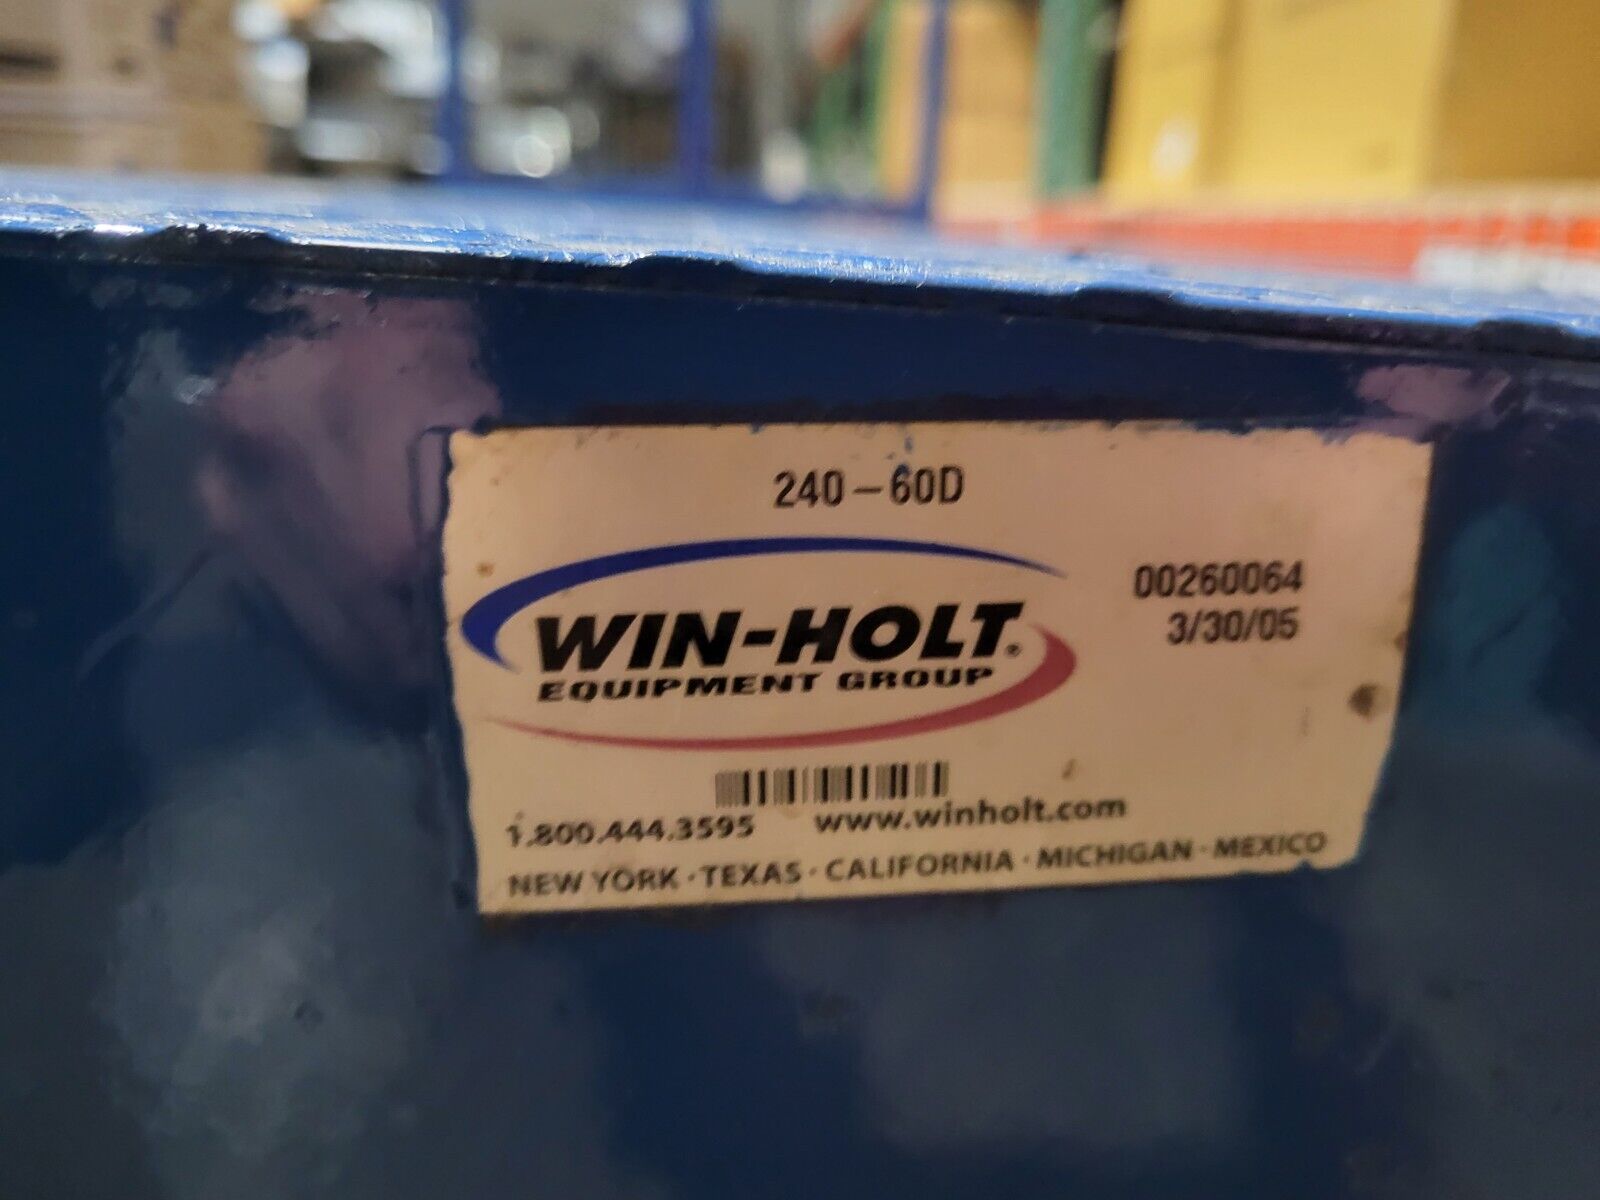 240-60D
WIN-HOLT®
EQUIPMENT GROUP
00260064
3/30/05
1.800.444.3595 www.winholt.com
NEW YORK · TEXAS · CALIFORNIA · MICHIGAN · MEXICO